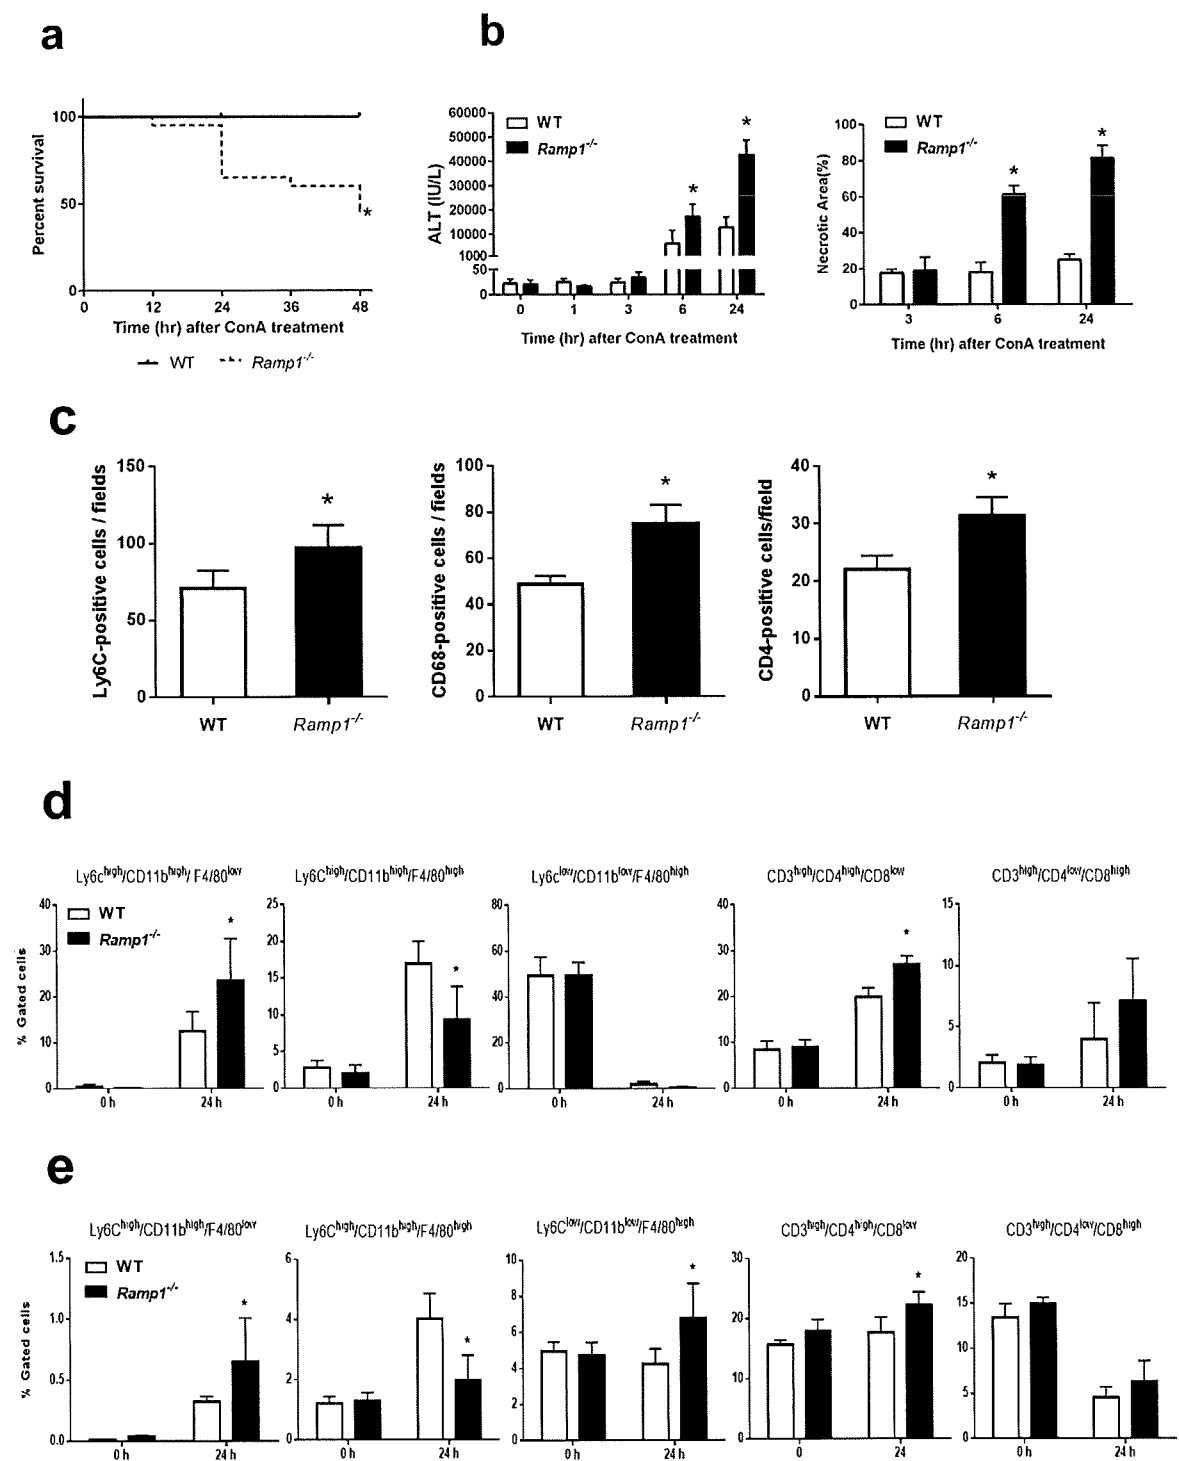 a
b
100
50
0
Percent survival
0 12 24 36 48
*
Time (hr) after ConA treatment
WT Ramp1-/-
60000
50000
40000
30000
20000
10000
1000
50
0
ALT (IU/L)
WT
Ramp1-/-
* *
0 1 3 6 24
Time (hr) after ConA treatment
100
80
60
40
20
0
Necrotic Area(%)
WT
Ramp1-/-
* *
3 6 24
Time (hr) after ConA treatment
c
150
100
50
0
Ly6C-positive cells / fields
*
WT Ramp1-/-
100
80
60
40
20
0
CD68-positive cells / fields
*
WT Ramp1-/-
40
30
20
10
0
CD4-positive cells/field
*
WT Ramp1-/-
d
Ly6chigh/CD11bhigh/ F4/80low
40
30
20
10
0
% Gated cells
WT
Ramp1-/-
*
0 h 24 h
Ly6Chigh/CD11bhigh/F4/80high
25
20
15
10
5
0
*
0 h 24 h
Ly6clow/CD11blow/F4/80high
80
60
40
20
0
0 h 24 h
CD3high/CD4high/CD8low
40
30
20
10
0
*
0 h 24 h
CD3high/CD4low/CD8high
15
10
5
0
0 h 24 h
e
Ly6Chigh/CD11bhigh/F4/80low
1.5
1.0
0.5
0.0
% Gated cells
WT
Ramp1-/-
*
0 h 24 h
Ly6Chigh/CD11bhigh/F4/80high
6
4
2
0
*
0 h 24 h
Ly6Clow/CD11blow/F4/80high
10
8
6
4
2
0
*
0 h 24 h
CD3high/CD4high/CD8low
30
20
10
0
*
0 24
CD3high/CD4low/CD8high
20
15
10
5
0
0 h 24 h